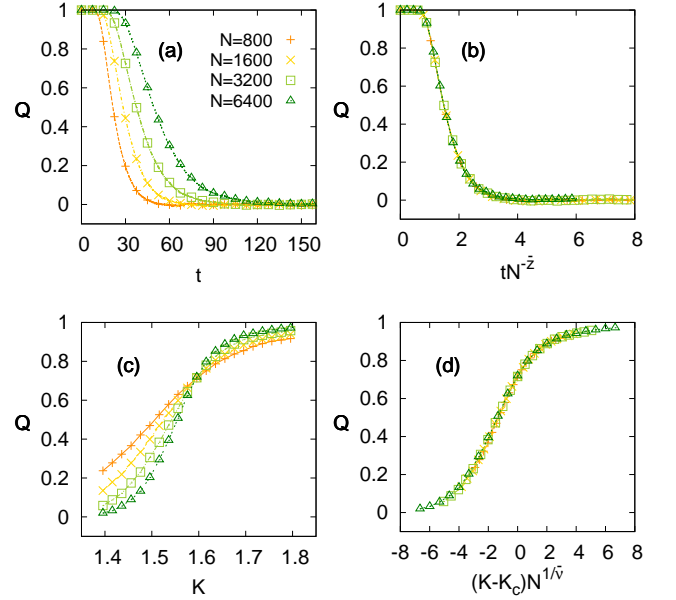 (a)
N=800
N=1600
N=3200
N=6400
Q
1
0.8
0.6
0.4
0.2
0
0 30 60 90 120 150
t
(b)
Q
1
0.8
0.6
0.4
0.2
0
0 2 4 6 8
tN^{-z̄}
(c)
Q
1
0.8
0.6
0.4
0.2
0
1.4 1.5 1.6 1.7 1.8
K
(d)
Q
1
0.8
0.6
0.4
0.2
0
-8 -6 -4 -2 0 2 4 6 8
(K-K_c)N^{1/ν̄}